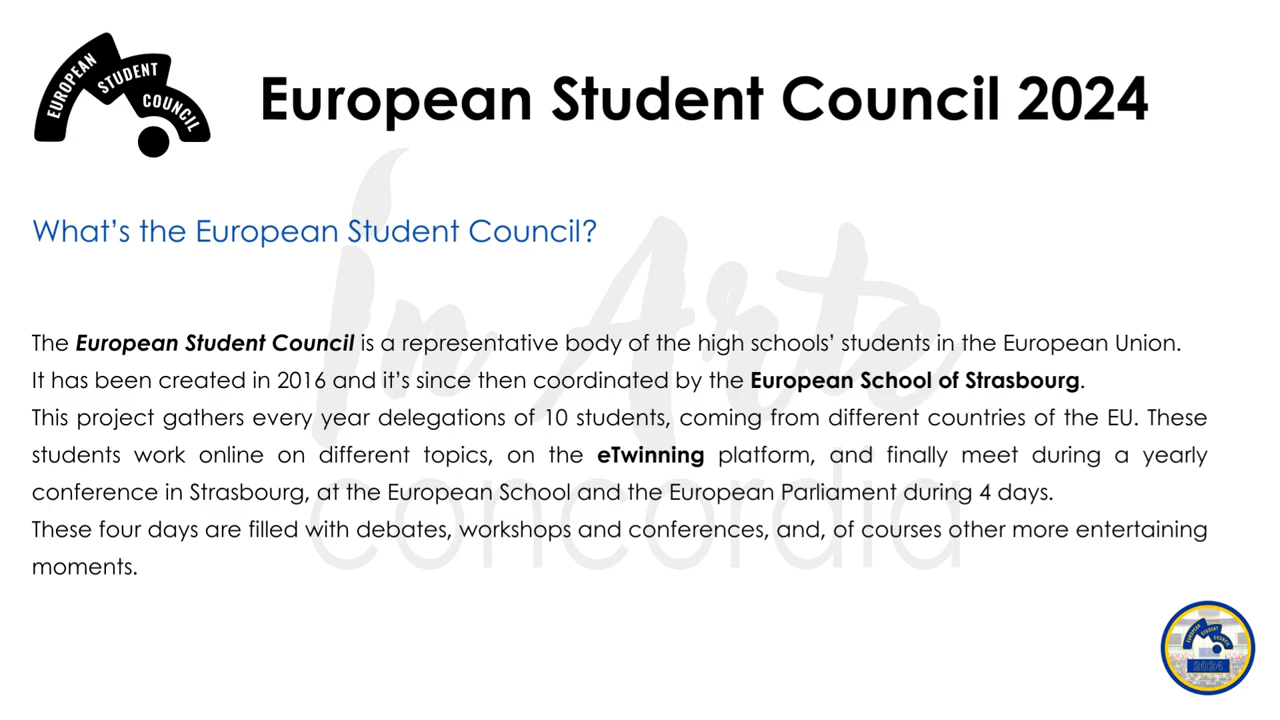 EUROPEAN
STUDENT
COUNCIL
European Student Council 2024
What's the European Student Council?
The European Student Council is a representative body of the high schools' students in the European Union.
It has been created in 2016 and it's since then coordinated by the European School of Strasbourg.
This project gathers every year delegations of 10 students, coming from different countries of the EU. These
students work online on different topics, on the eTwinning platform, and finally meet during a yearly
conference in Strasbourg, at the European School and the European Parliament during 4 days.
These four days are filled with debates, workshops and conferences, and, of courses other more entertaining
moments.
In Arte
concordia
EUROPEAN
STUDENT
COUNCIL
2024